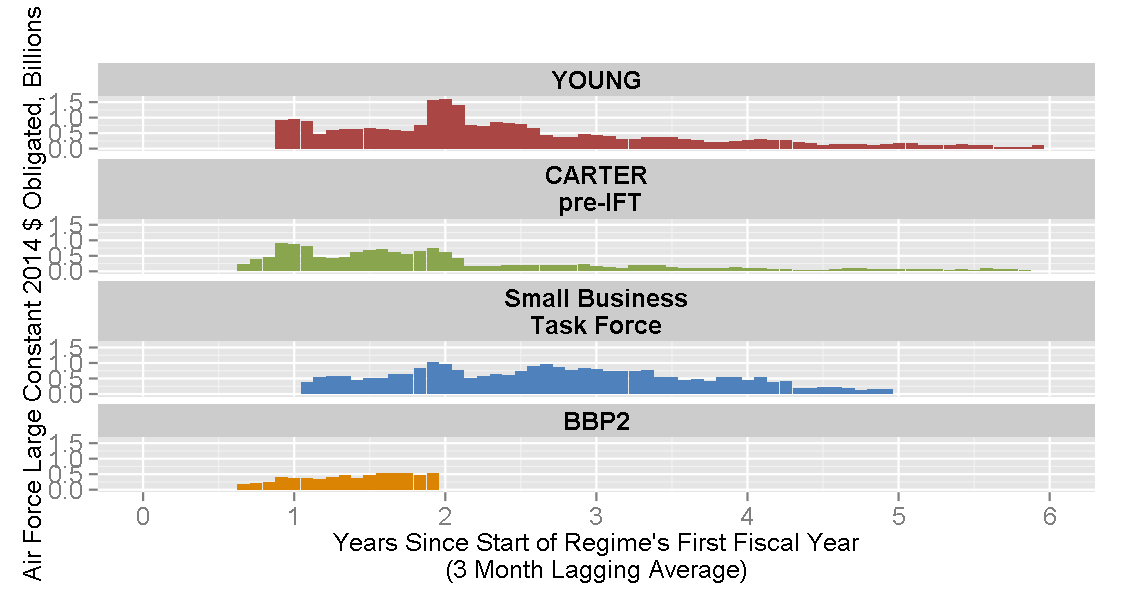 Air Force Large Constant 2014 $ Obligated, Billions
YOUNG
1.5
1.0
0.5
0.0
CARTER
pre-IFT
1.5
1.0
0.5
0.0
Small Business
Task Force
1.5
1.0
0.5
0.0
BBP2
1.5
1.0
0.5
0.0
0 1 2 3 4 5 6
Years Since Start of Regime's First Fiscal Year
(3 Month Lagging Average)